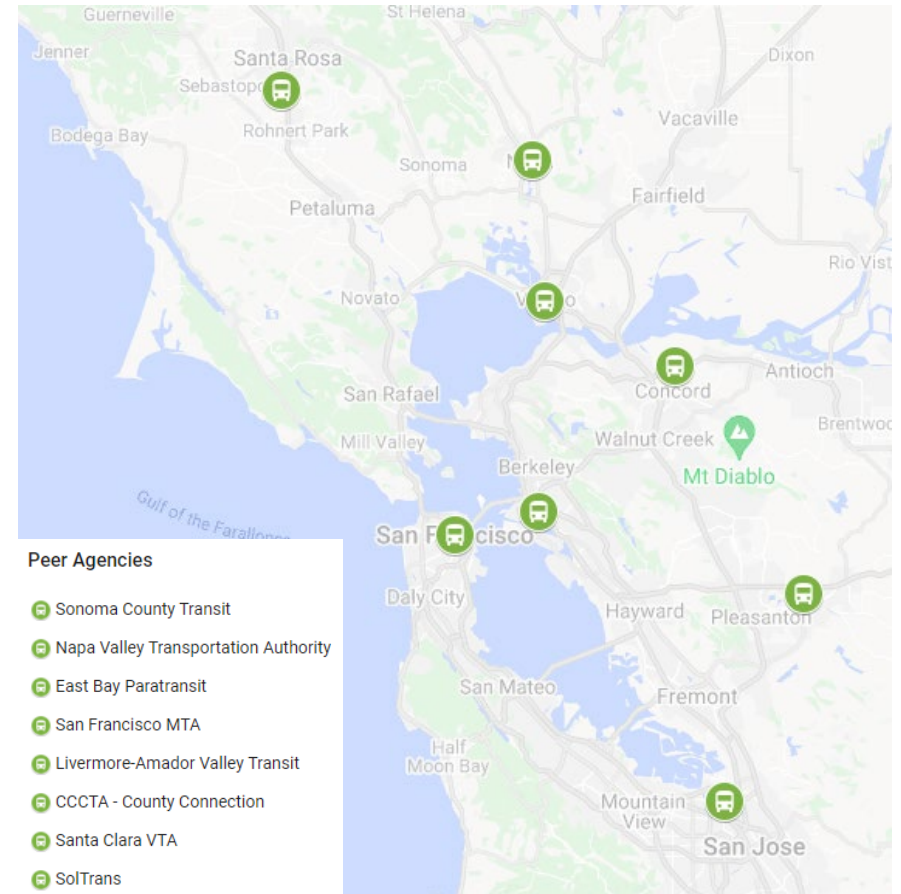 Guerneville
St Helena
Jenner
Santa Rosa
Dixon
Sebastopo
Vacaville
Bodega Bay
Rohnert Park
Sonoma
Fairfield
Petaluma
Rio Vist
Novato
V o
San Rafael
Concord
Antioch
Mill Valley
Walnut Creek
Brentwoo
Berkeley
Mt Diablo
Gulf of the Farallones
San F cisco
Daly City
Hayward
Pleasanton
San Mateo
Fremont
Half
Moon Bay
Mountain
View
San Jose
Peer Agencies
Sonoma County Transit
Napa Valley Transportation Authority
East Bay Paratransit
San Francisco MTA
Livermore-Amador Valley Transit
CCCTA - County Connection
Santa Clara VTA
SolTrans